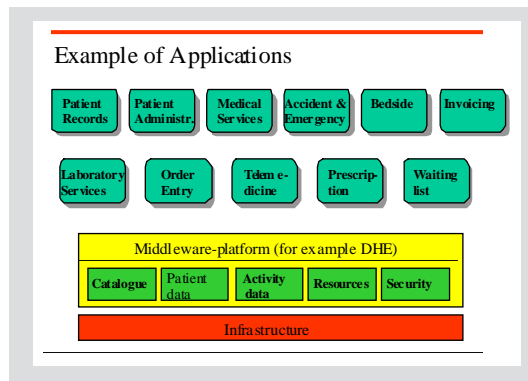 Example of Applications
Patient
Records
Patient
Administr.
Medical
Services
Accident &
Emergency
Bedside
Invoicing
Laboratory
Services
Order
Entry
Teleme-
dicine
Prescrip-
tion
Waiting
list
Middleware-platform (for example DHE)
Catalogue
Patient
data
Activity
data
Resources
Security
Infrastructure